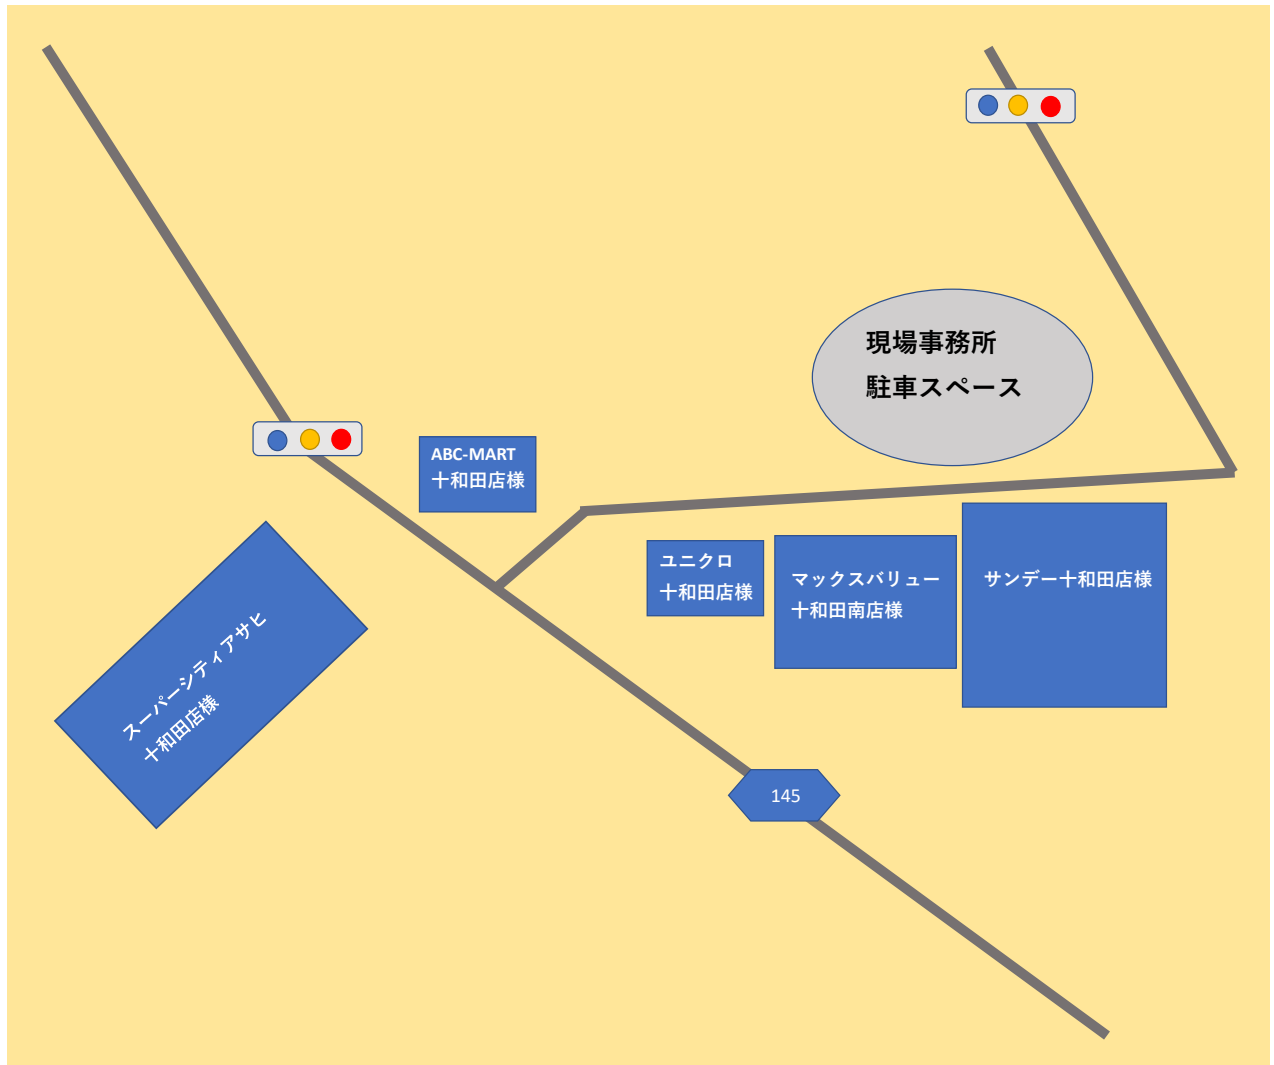 現場事務所
駐車スペース
ABC-MART
十和田店様
ユニクロ
十和田店様
マックスバリュー
十和田南店様
サンデー十和田店様
スーパーシティアサヒ
十和田店様
145